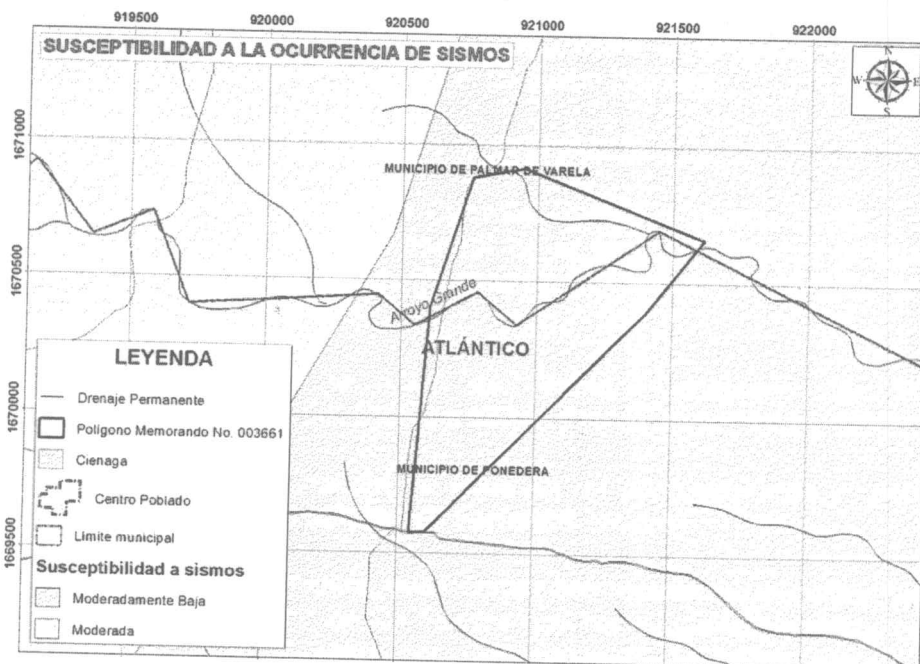 919500 920000 920500 921000 921500 922000
SUSCEPTIBILIDAD A LA OCURRENCIA DE SISMOS
N
W E
S
1671000
MUNICIPIO DE PALMAR DE VARELA
1670500
Arroyo Grande
ATLÁNTICO
LEYENDA
Drenaje Permanente
1670000
Polígono Memorando No. 003661
Cienaga
MUNICIPIO DE PONEDERA
Centro Poblado
Límite municipal
1669500
Susceptibilidad a sismos
Moderadamente Baja
Moderada